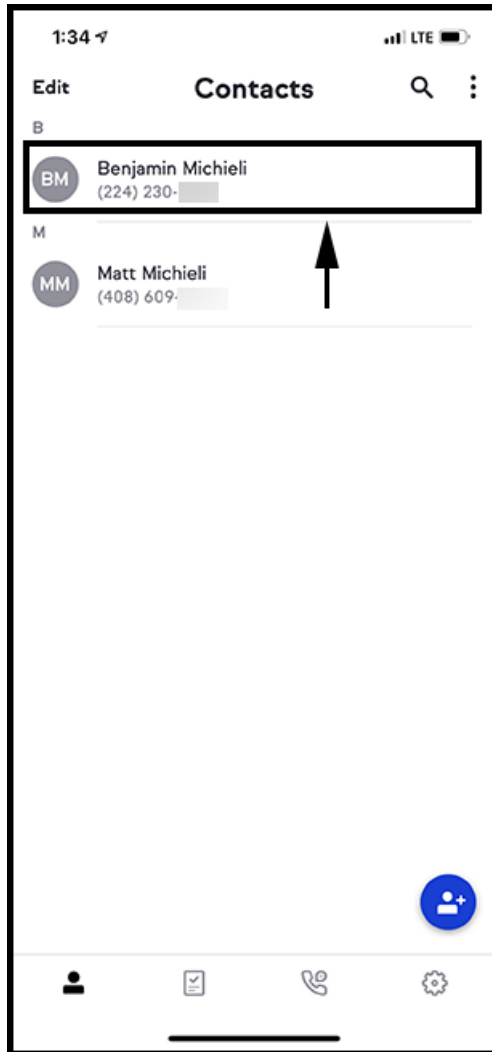 1:34
LTE
Edit
Contacts
B
BM
Benjamin Michieli
(224) 230-
M
MM
Matt Michieli
(408) 609-